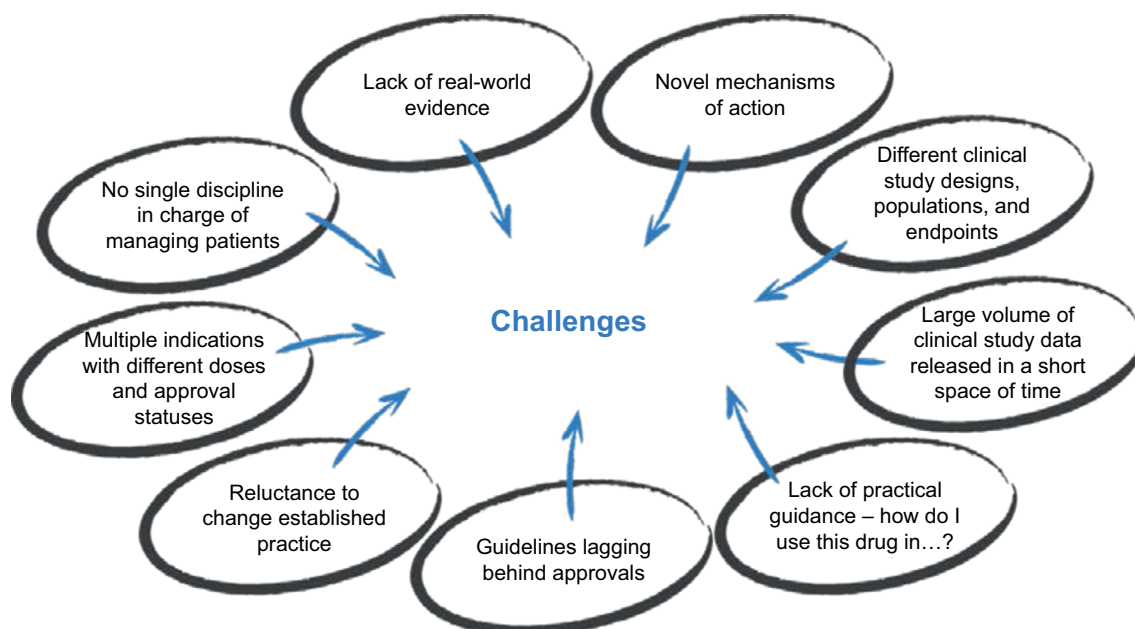 Lack of real-world
evidence
Novel mechanisms
of action
Different clinical
study designs,
populations, and
endpoints
Large volume of
clinical study data
released in a short
space of time
Lack of practical
guidance – how do I
use this drug in…?
Guidelines lagging
behind approvals
Reluctance to
change established
practice
Multiple indications
with different doses
and approval
statuses
No single discipline
in charge of
managing patients
Challenges